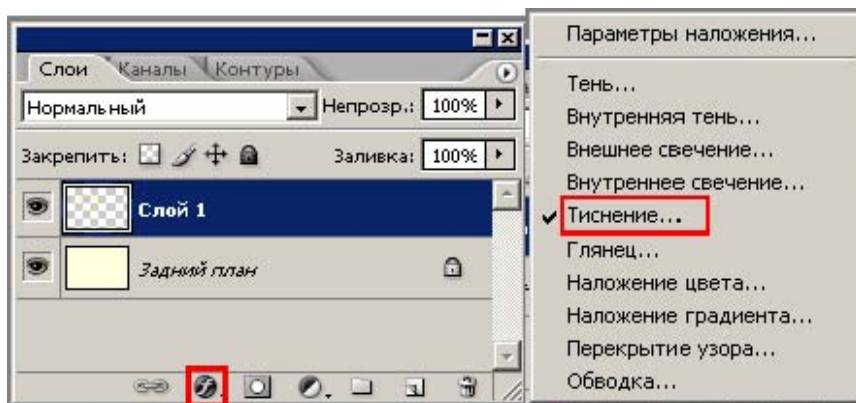 Слои Каналы Контуры
Нормальный Непрозр.: 100%
Закрепить: Заливка: 100%
Слой 1
Задний план
Параметры наложения...
Тень...
Внутренняя тень...
Внешнее свечение...
Внутреннее свечение...
Тиснение...
Глянец...
Наложение цвета...
Наложение градиента...
Перекрытие узора...
Обводка...